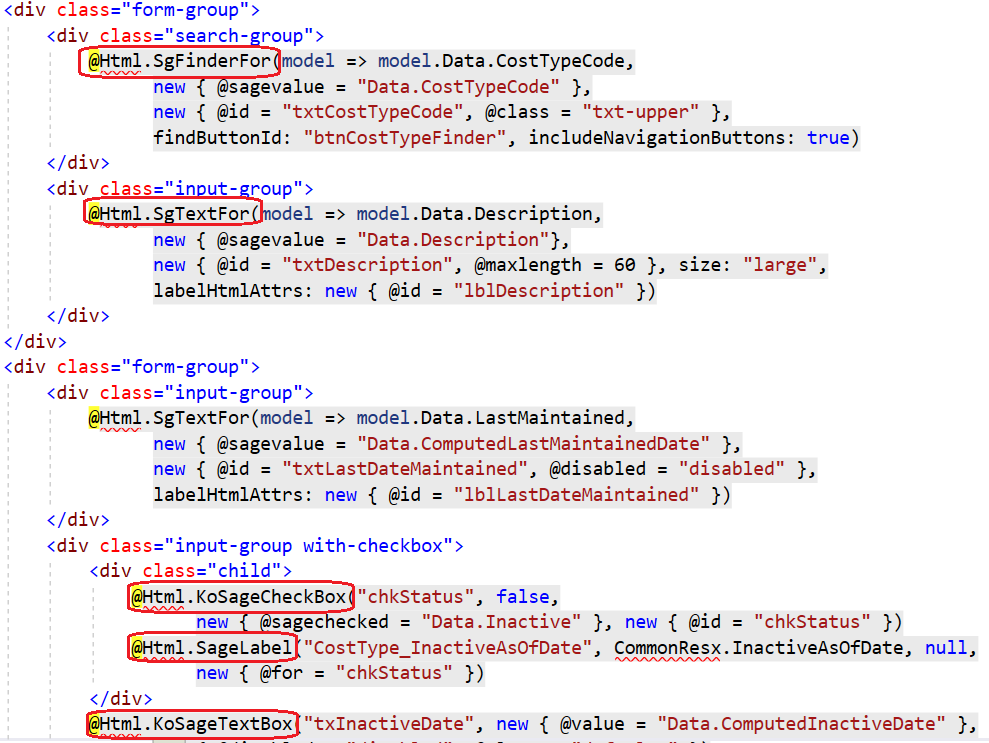 <div class="form-group">
<div class="search-group">
@Html.SgFinderFor(model => model.Data.CostTypeCode,
new { @sagevalue = "Data.CostTypeCode" },
new { @id = "txtCostTypeCode", @class = "txt-upper" },
findButtonId: "btnCostTypeFinder", includeNavigationButtons: true)
</div>
<div class="input-group">
@Html.SgTextFor(model => model.Data.Description,
new { @sagevalue = "Data.Description"},
new { @id = "txtDescription", @maxlength = 60 }, size: "large",
labelHtmlAttrs: new { @id = "lblDescription" })
</div>
</div>
<div class="form-group">
<div class="input-group">
@Html.SgTextFor(model => model.Data.LastMaintained,
new { @sagevalue = "Data.ComputedLastMaintainedDate" },
new { @id = "txtLastDateMaintained", @disabled = "disabled" },
labelHtmlAttrs: new { @id = "lblLastDateMaintained" })
</div>
<div class="input-group with-checkbox">
<div class="child">
@Html.KoSageCheckBox("chkStatus", false,
new { @sagechecked = "Data.Inactive" }, new { @id = "chkStatus" })
@Html.SageLabel("CostType_InactiveAsOfDate", CommonResx.InactiveAsOfDate, null,
new { @for = "chkStatus" })
</div>
@Html.KoSageTextBox("txInactiveDate", new { @value = "Data.ComputedInactiveDate" },